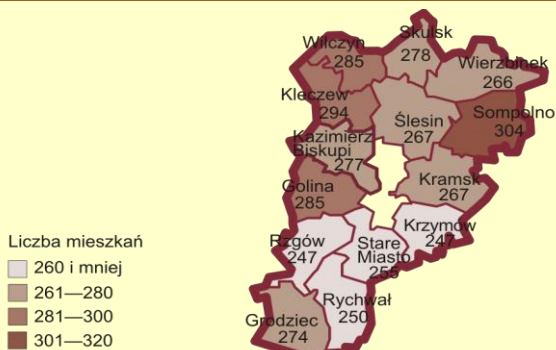 Skulsk
278
Wilczyn
285
Wierzbinek
266
Kleczew
294
Sompolno
304
Ślesin
267
Kazimierz
Biskupi
277
Kramsk
267
Golina
285
Krzymów
247
Rzgów
247
Stare
Miasto
255
Rychwał
250
Grodziec
274
Liczba mieszkań
260 i mniej
261—280
281—300
301—320